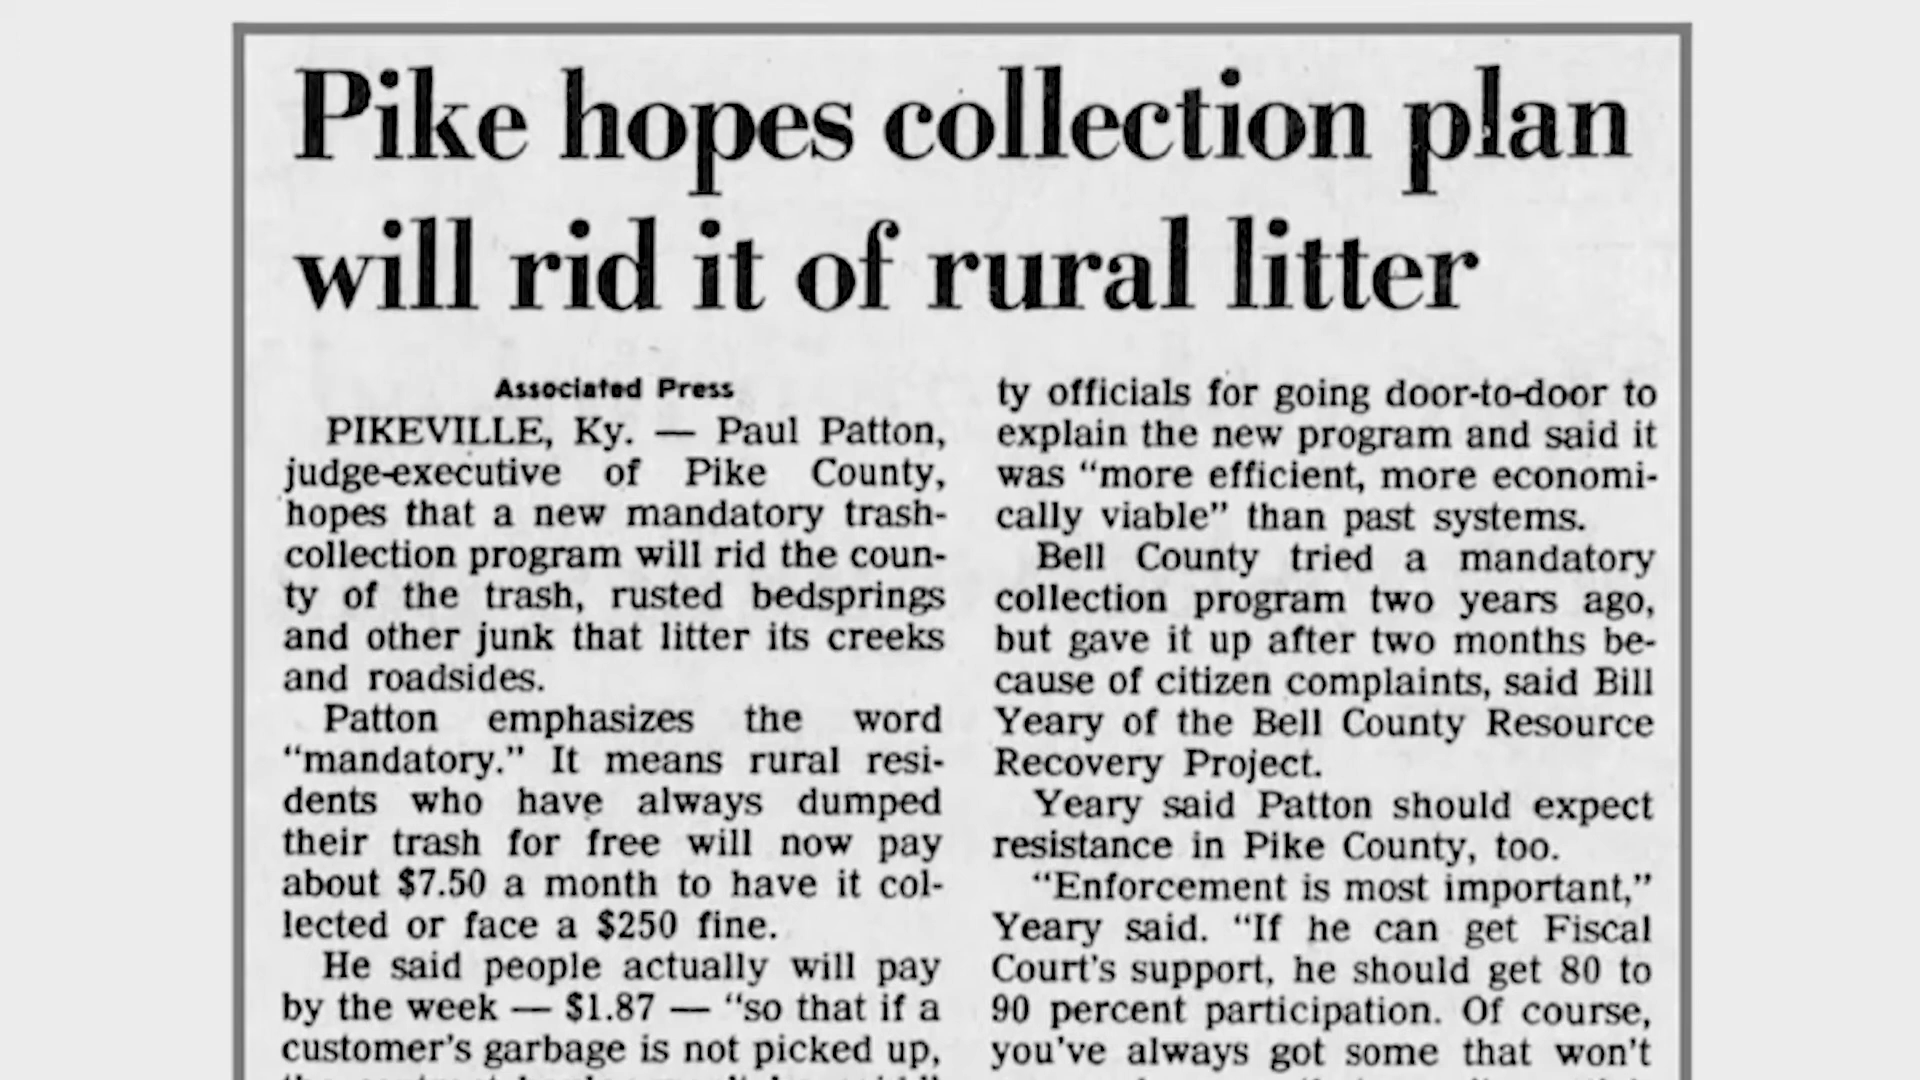 Pike hopes collection plan
will rid it of rural litter
Associated Press
PIKEVILLE, Ky. — Paul Patton,
judge-executive of Pike County,
hopes that a new mandatory trash-
collection program will rid the coun-
ty of the trash, rusted bedsprings
and other junk that litter its creeks
and roadsides.
Patton emphasizes the word
“mandatory.” It means rural resi-
dents who have always dumped
their trash for free will now pay
about $7.50 a month to have it col-
lected or face a $250 fine.
He said people actually will pay
by the week — $1.87 — “so that if a
customer's garbage is not picked up,
ty officials for going door-to-door to
explain the new program and said it
was “more efficient, more economi-
cally viable” than past systems.
Bell County tried a mandatory
collection program two years ago,
but gave it up after two months be-
cause of citizen complaints, said Bill
Yeary of the Bell County Resource
Recovery Project.
Yeary said Patton should expect
resistance in Pike County, too.
“Enforcement is most important,”
Yeary said. “If he can get Fiscal
Court's support, he should get 80 to
90 percent participation. Of course,
you've always got some that won't